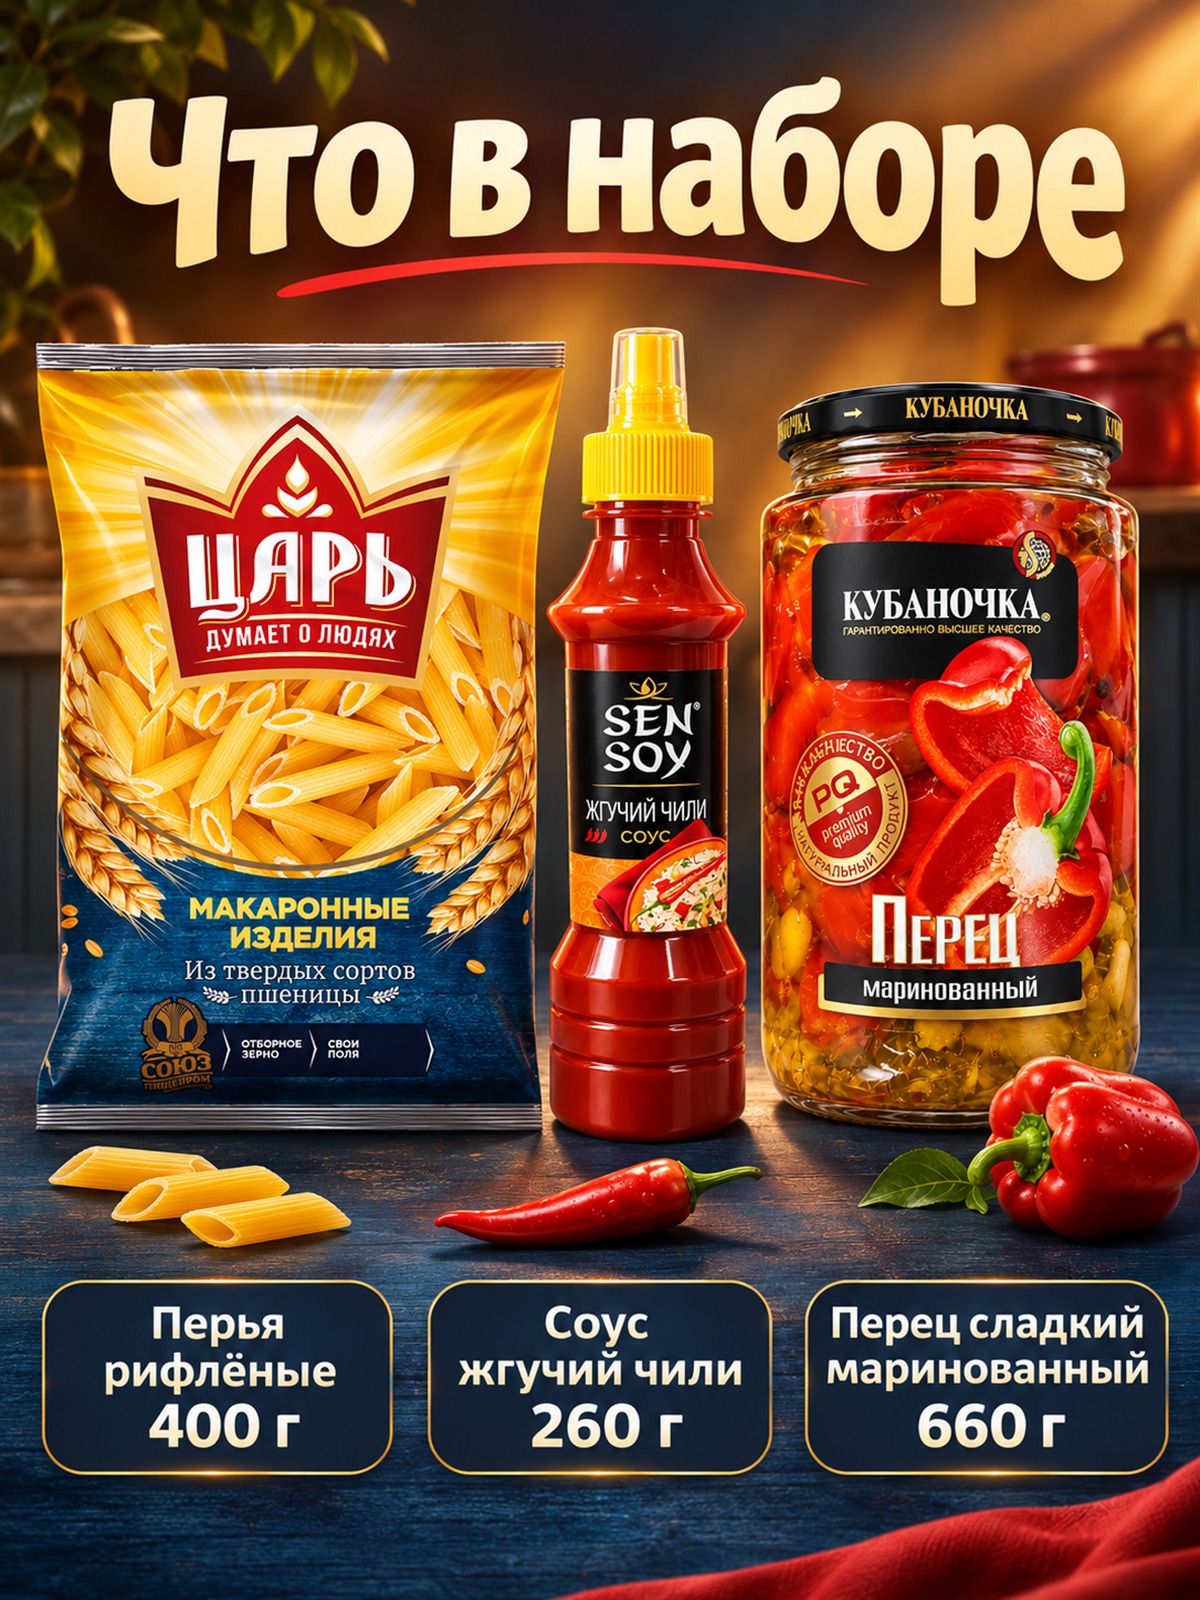 Что в наборе
ЦАРЬ
ДУМАЕТ О ЛЮДЯХ
МАКАРОННЫЕ
ИЗДЕЛИЯ
Из твердых сортов
пшеницы
СОЮЗ
ПИЩЕПРОМ
ОТБОРНОЕ
ЗЕРНО
СВОИ
ПОЛЯ
SEN®
SOY
ЖГУЧИЙ ЧИЛИ
СОУС
КУБАНОЧКА
КУБАНОЧКА®
ГАРАНТИРОВАННО ВЫСШЕЕ КАЧЕСТВО
PQ
premium
quality
НАТУРАЛЬНЫЙ ПРОДУКТ
ПЕРЕЦ
маринованный
Перья
рифлёные
400 г
Соус
жгучий чили
260 г
Перец сладкий
маринованный
660 г